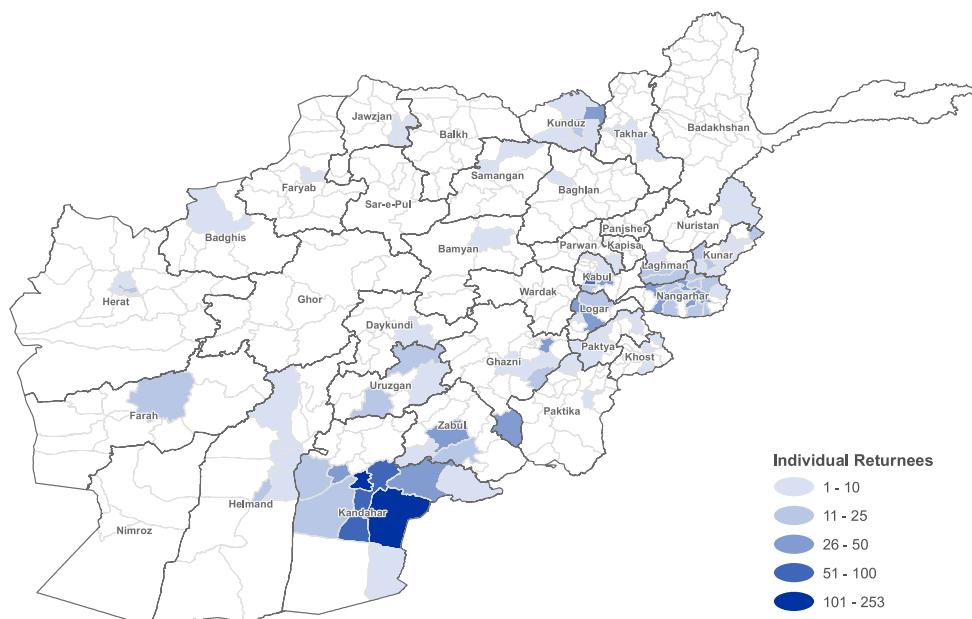 Jawzjan
Balkh
Kunduz
Takhar
Badakhshan
Faryab
Samangan
Baghlan
Sar-e-Pul
Badghis
Bamyan
Parwan
Panjsher
Kapisa
Nuristan
Laghman
Kunar
Kabul
Herat
Ghor
Wardak
Nangarhar
Logar
Daykundi
Ghazni
Paktya
Khost
Uruzgan
Farah
Zabul
Paktika
Helmand
Kandahar
Nimroz
Individual Returnees
1 - 10
11 - 25
26 - 50
51 - 100
101 - 253